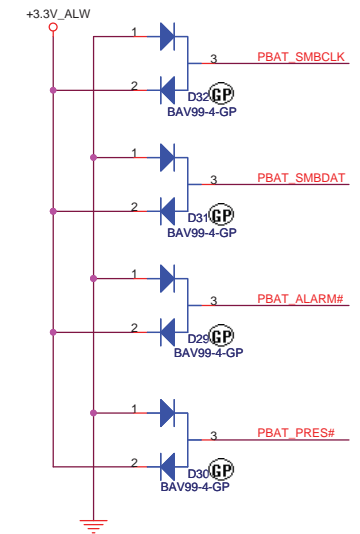 +3.3V_ALW
1
3
PBAT_SMBCLK
2
D32
GP
BAV99-4-GP
1
3
PBAT_SMBDAT
2
D31
GP
BAV99-4-GP
1
3
PBAT_ALARM#
2
D29
GP
BAV99-4-GP
1
3
PBAT_PRES#
2
D30
GP
BAV99-4-GP